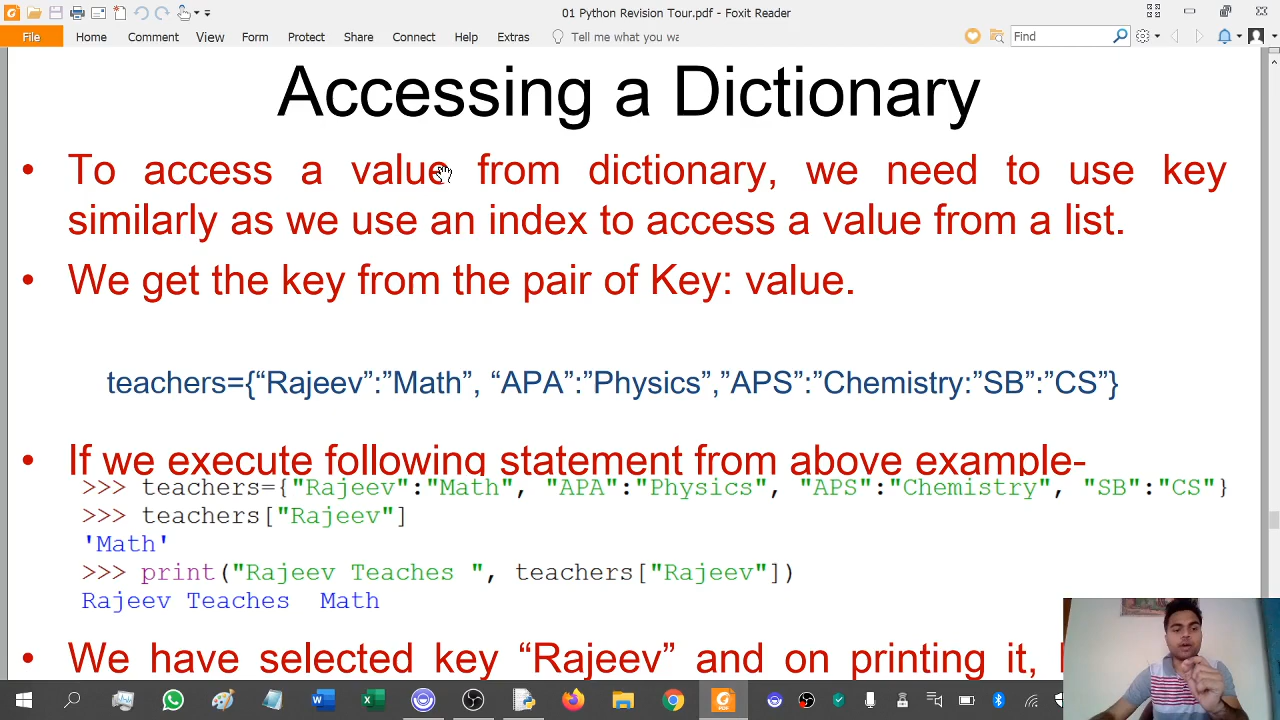 01 Python Revision Tour.pdf - Foxit Reader
File Home Comment View Form Protect Share Connect Help Extras Tell me what you wa Find
Accessing a Dictionary
• To access a value from dictionary, we need to use key
similarly as we use an index to access a value from a list.
• We get the key from the pair of Key: value.
teachers={“Rajeev”:”Math”, “APA”:”Physics”,”APS”:”Chemistry:”SB”:”CS”}
• If we execute following statement from above example-
>>> teachers={"Rajeev":"Math", "APA":"Physics", "APS":"Chemistry", "SB":"CS"}
>>> teachers["Rajeev"]
'Math'
>>> print("Rajeev Teaches ", teachers["Rajeev"])
Rajeev Teaches  Math
• We have selected key “Rajeev” and on printing it,